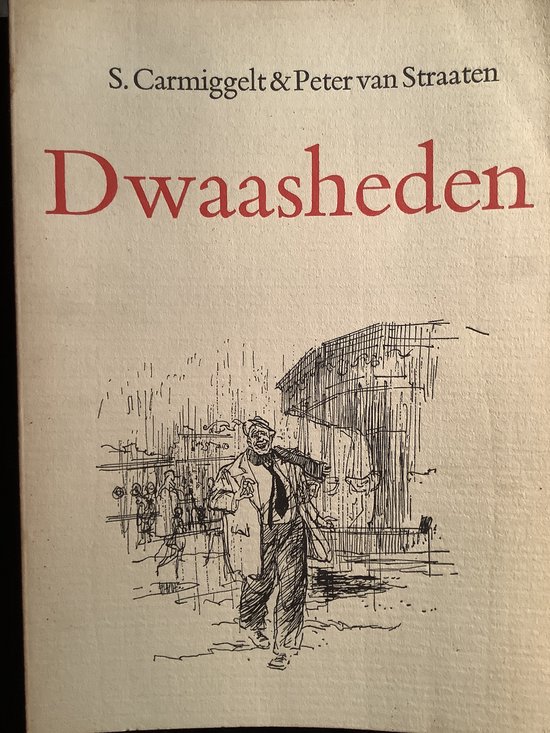 S. Carmiggelt & Peter van Straaten
Dwaasheden